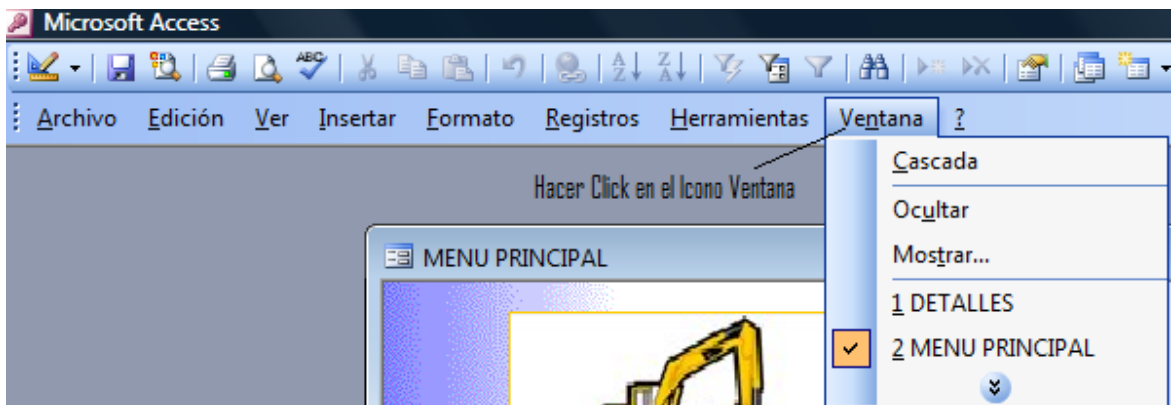 Microsoft Access
ABC
A Z Z A
Archivo Edición Ver Insertar Formato Registros Herramientas Ventana ?
Cascada
Hacer Click en el Icono Ventana
Ocultar
MENU PRINCIPAL
Mostrar...
1 DETALLES
2 MENU PRINCIPAL